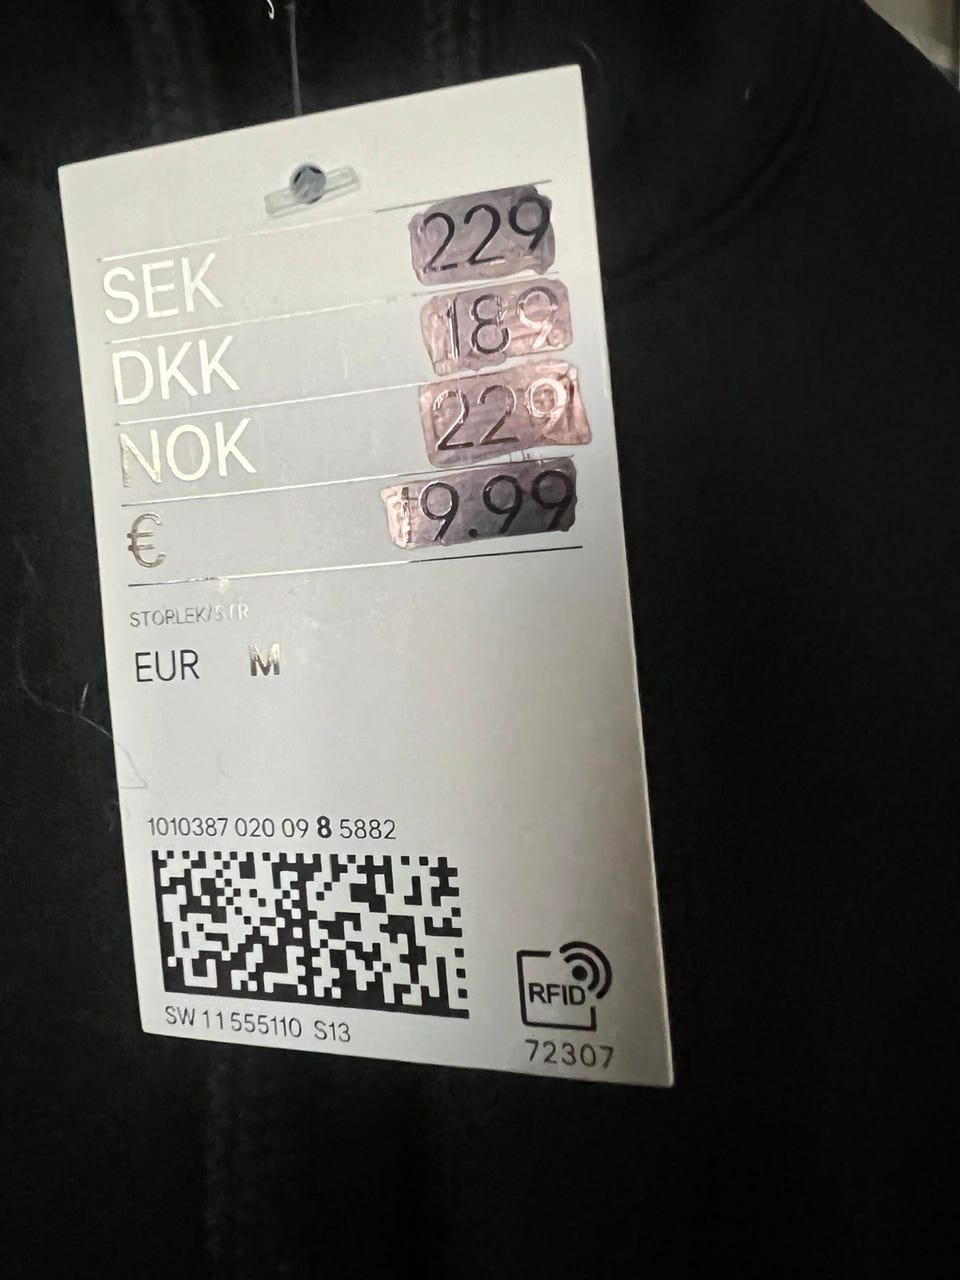 SEK 229
DKK 189
NOK 229
€ 19.99
STORLEK/STR
EUR M
1010387 020 09 8 5882
SW 11555110 S13
RFID
72307